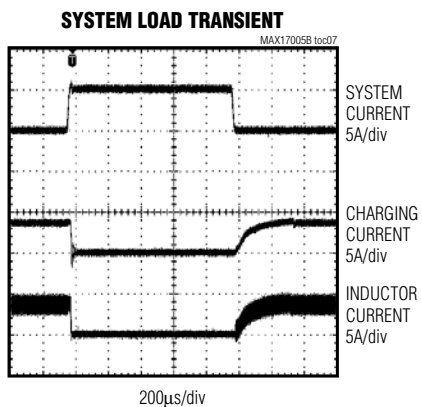 SYSTEM LOAD TRANSIENT
MAX17005B toc07
T
SYSTEM
CURRENT
5A/div
CHARGING
CURRENT
5A/div
INDUCTOR
CURRENT
5A/div
200µs/div